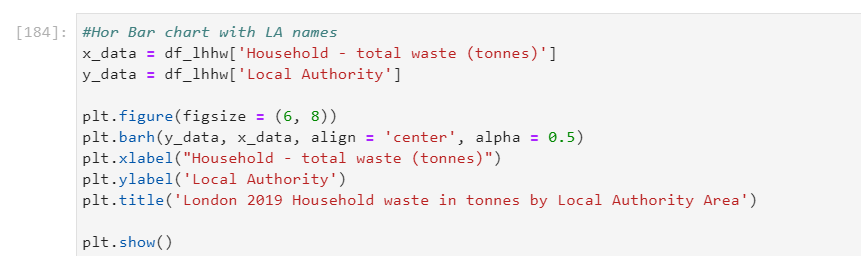 [184]: #Hor Bar chart with LA names
x_data = df_lhhw['Household - total waste (tonnes)']
y_data = df_lhhw['Local Authority']
plt.figure(figsize = (6, 8))
plt.barh(y_data, x_data, align = 'center', alpha = 0.5)
plt.xlabel("Household - total waste (tonnes)")
plt.ylabel('Local Authority')
plt.title('London 2019 Household waste in tonnes by Local Authority Area')
plt.show()